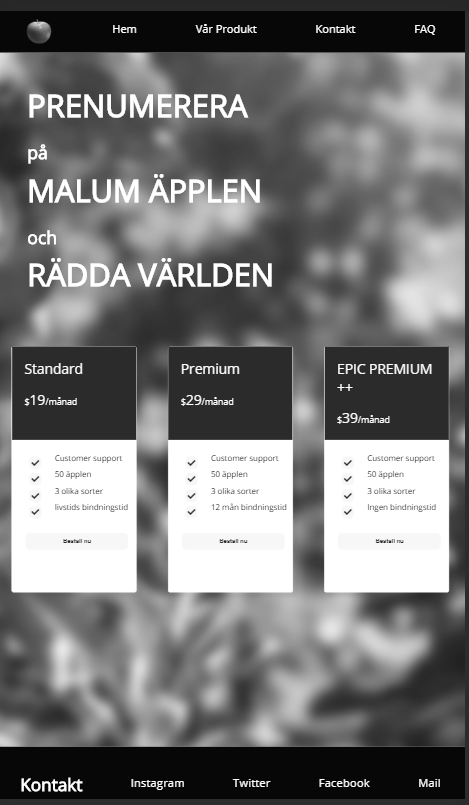 Hem Vår Produkt Kontakt FAQ
PRENUMERERA
på
MALUM ÄPPLEN
och
RÄDDA VÄRLDEN
Standard
$19/månad
Customer support
50 äpplen
3 olika sorter
livstids bindningstid
Beställ nu
Premium
$29/månad
Customer support
50 äpplen
3 olika sorter
12 mån bindningstid
Beställ nu
EPIC PREMIUM
++
$39/månad
Customer support
50 äpplen
3 olika sorter
Ingen bindningstid
Beställ nu
Kontakt Instagram Twitter Facebook Mail